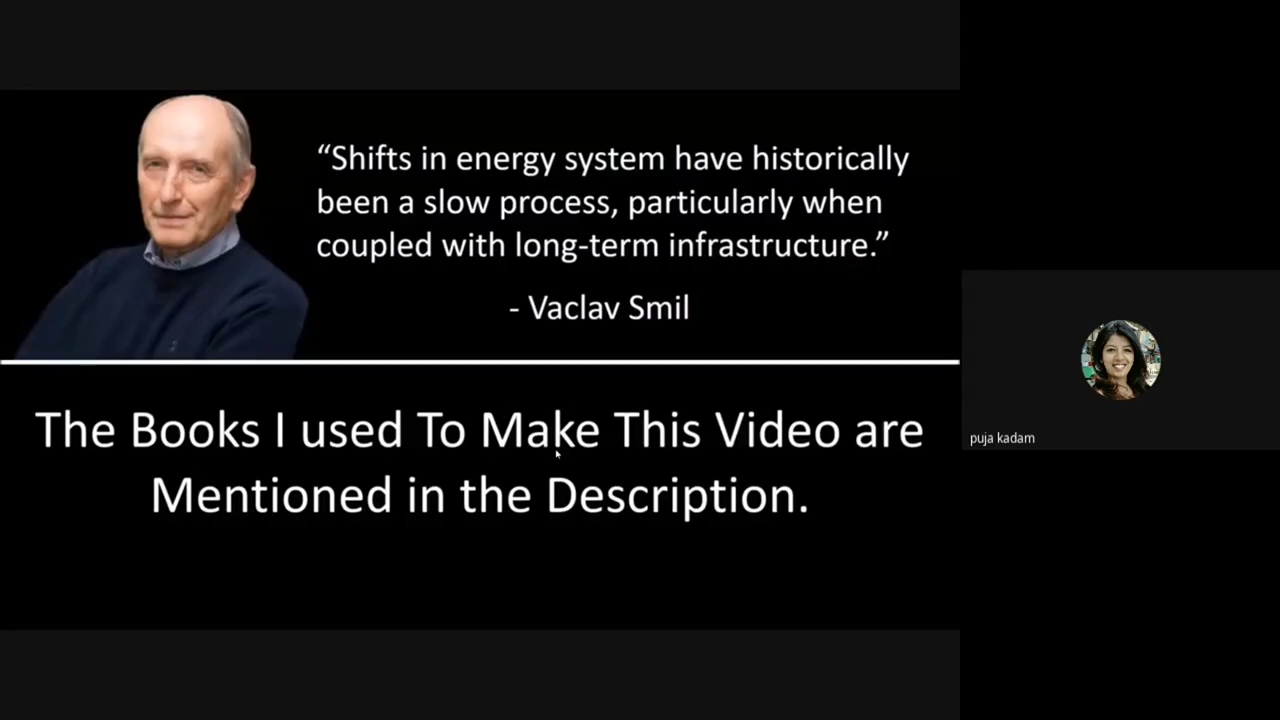 “Shifts in energy system have historically
been a slow process, particularly when
coupled with long-term infrastructure.”
- Vaclav Smil
The Books I used To Make This Video are
Mentioned in the Description.
puja kadam